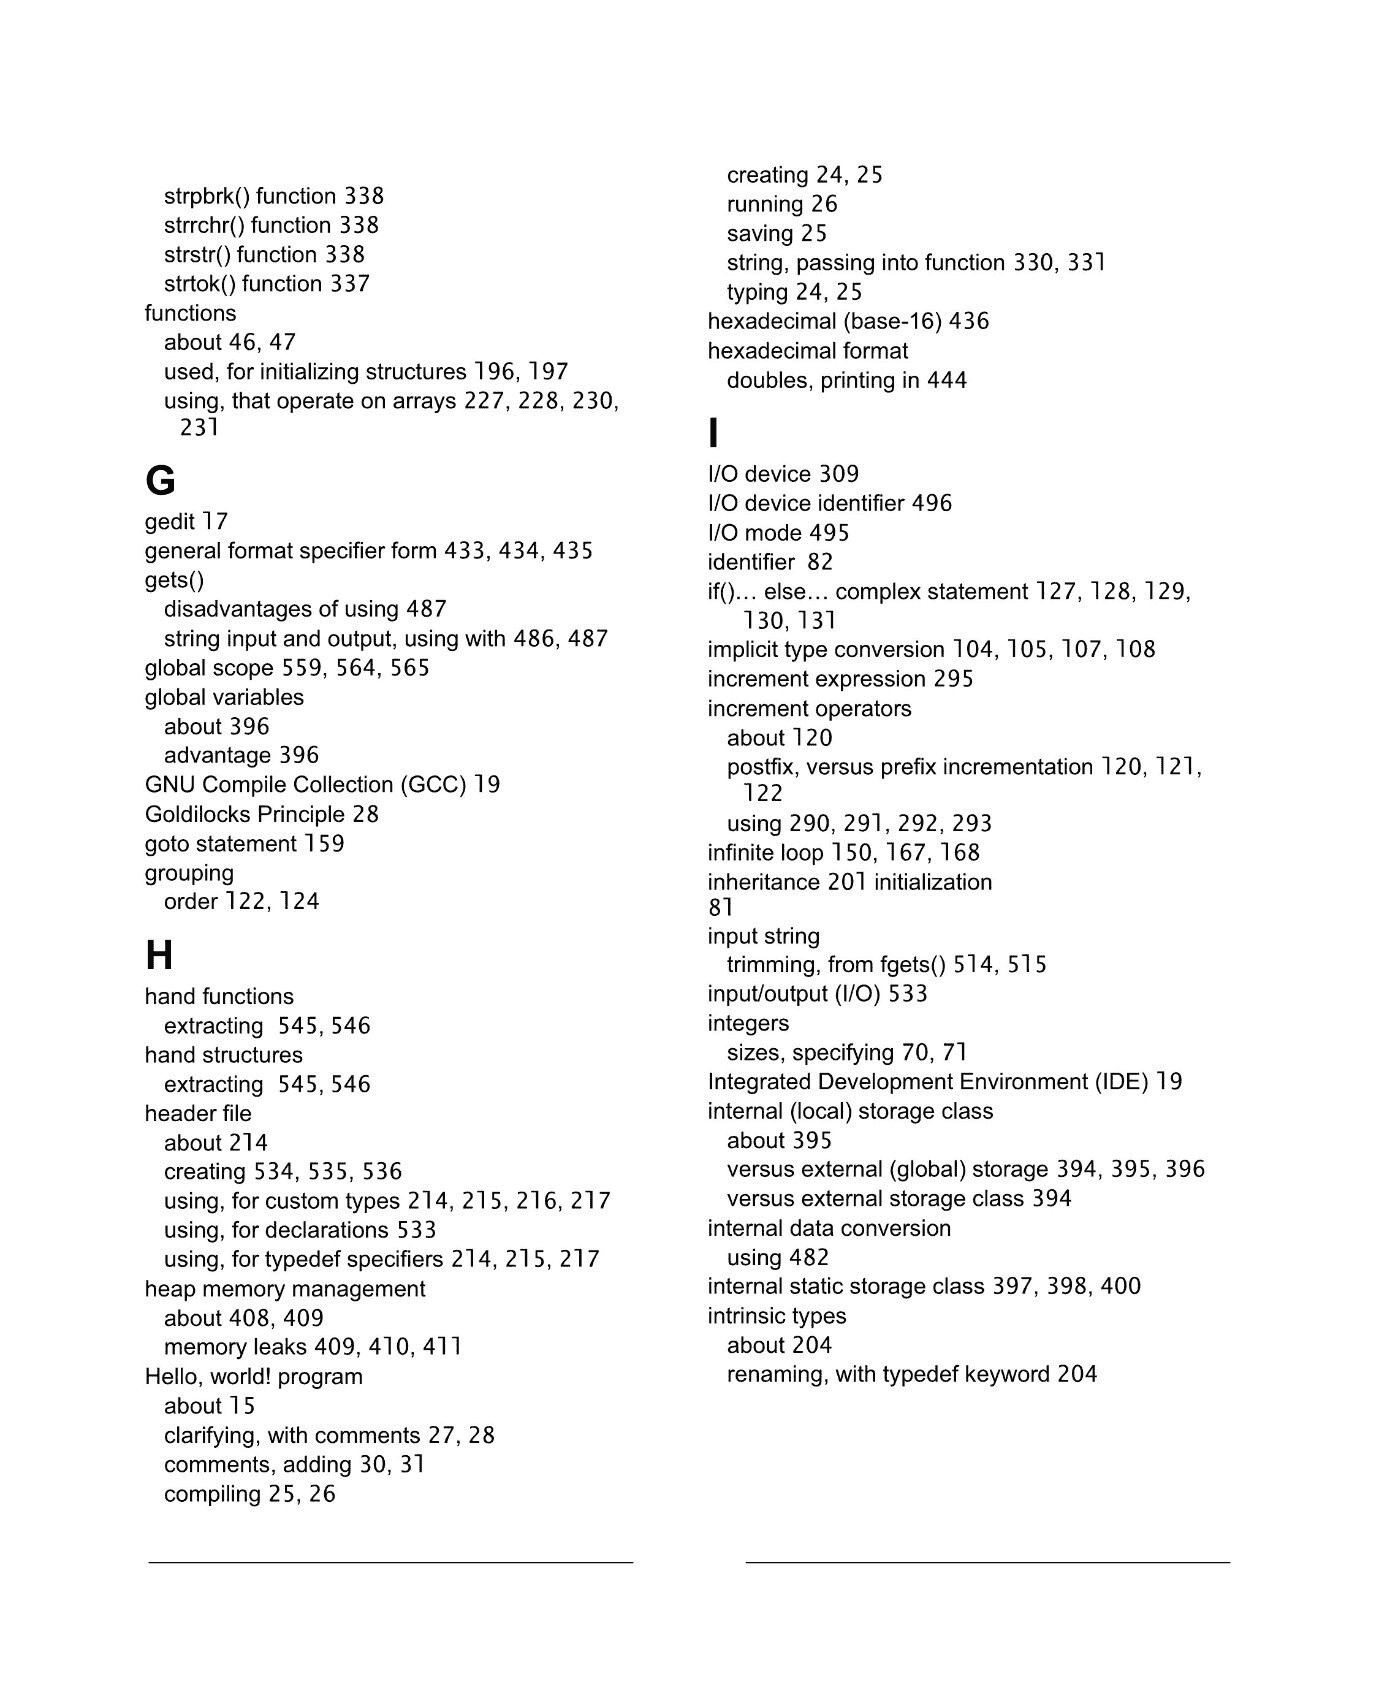 strpbrk() function 338
strrchr() function 338
strstr() function 338
strtok() function 337
functions
about 46, 47
used, for initializing structures 196, 197
using, that operate on arrays 227, 228, 230,
231
G
gedit 17
general format specifier form 433, 434, 435
gets()
disadvantages of using 487
string input and output, using with 486, 487
global scope 559, 564, 565
global variables
about 396
advantage 396
GNU Compile Collection (GCC) 19
Goldilocks Principle 28
goto statement 159
grouping
order 122, 124
H
hand functions
extracting 545, 546
hand structures
extracting 545, 546
header file
about 214
creating 534, 535, 536
using, for custom types 214, 215, 216, 217
using, for declarations 533
using, for typedef specifiers 214, 215, 217
heap memory management
about 408, 409
memory leaks 409, 410, 411
Hello, world! program
about 15
clarifying, with comments 27, 28
comments, adding 30, 31
compiling 25, 26
creating 24, 25
running 26
saving 25
string, passing into function 330, 331
typing 24, 25
hexadecimal (base-16) 436
hexadecimal format
doubles, printing in 444
I
I/O device 309
I/O device identifier 496
I/O mode 495
identifier 82
if()… else… complex statement 127, 128, 129,
130, 131
implicit type conversion 104, 105, 107, 108
increment expression 295
increment operators
about 120
postfix, versus prefix incrementation 120, 121,
122
using 290, 291, 292, 293
infinite loop 150, 167, 168
inheritance 201 initialization
81
input string
trimming, from fgets() 514, 515
input/output (I/O) 533
integers
sizes, specifying 70, 71
Integrated Development Environment (IDE) 19
internal (local) storage class
about 395
versus external (global) storage 394, 395, 396
versus external storage class 394
internal data conversion
using 482
internal static storage class 397, 398, 400
intrinsic types
about 204
renaming, with typedef keyword 204